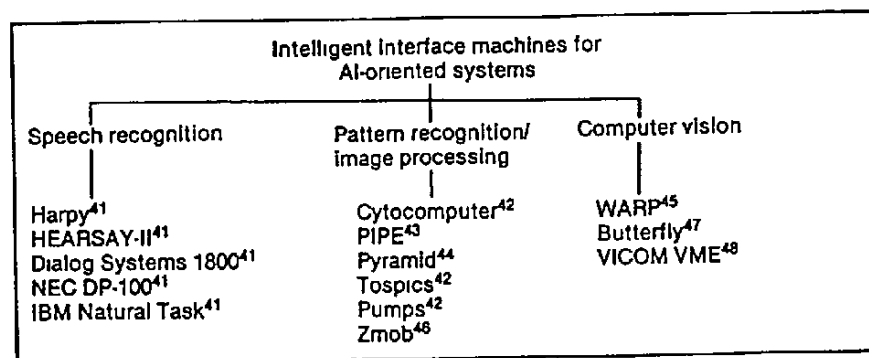 Intelligent interface machines for
AI-oriented systems
Speech recognition
Pattern recognition/
image processing
Computer vision
Harpy41
HEARSAY-II41
Dialog Systems 180041
NEC DP-10041
IBM Natural Task41
Cytocomputer42
PIPE43
Pyramid44
Tospics42
Pumps42
Zmob46
WARP45
Butterfly47
VICOM VME48